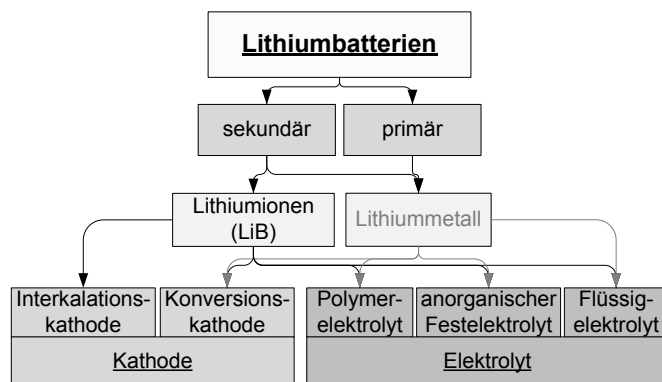 Lithiumbatterien
sekundär
primär
Lithiumionen
(LiB)
Lithiummetall
Interkalations-
kathode
Konversions-
kathode
Polymer-
elektrolyt
anorganischer
Festelektrolyt
Flüssig-
elektrolyt
Kathode
Elektrolyt